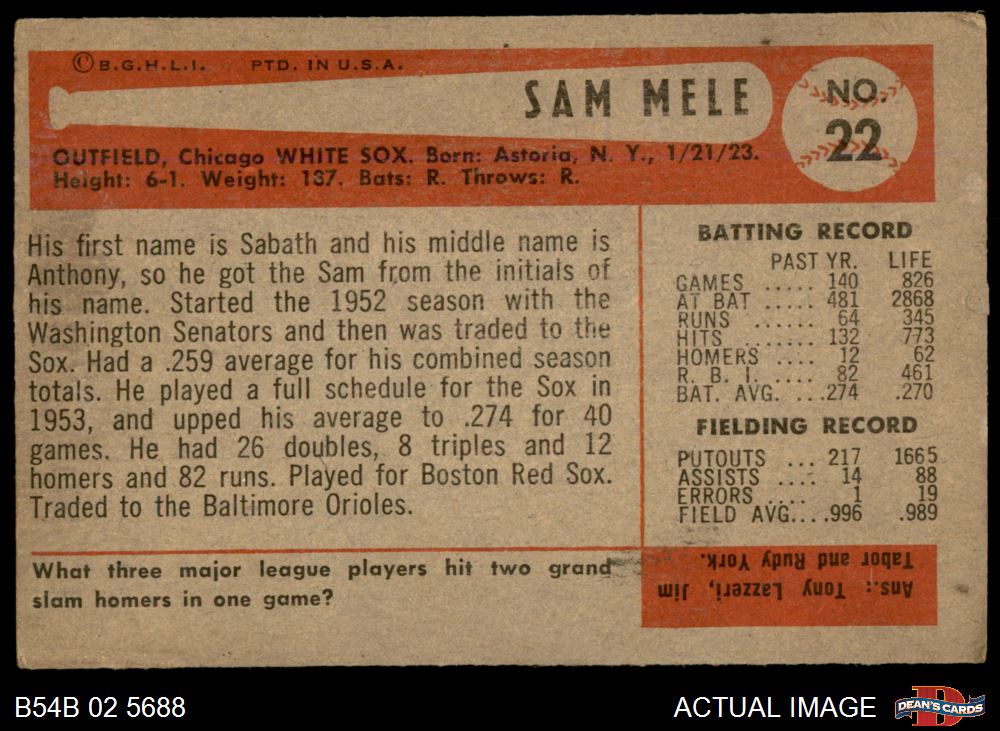 ©B.G.H.L.I. PTD. IN U.S.A.
SAM MELE
NO.
22
OUTFIELD, Chicago WHITE SOX. Born: Astoria, N. Y., 1/21/23.
Height: 6-1. Weight: 187. Bats: R. Throws: R.
His first name is Sabath and his middle name is
Anthony, so he got the Sam from the initials of
his name. Started the 1952 season with the
Washington Senators and then was traded to the
Sox. Had a .259 average for his combined season
totals. He played a full schedule for the Sox in
1953, and upped his average to .274 for 40
games. He had 26 doubles, 8 triples and 12
homers and 82 runs. Played for Boston Red Sox.
Traded to the Baltimore Orioles.
What three major league players hit two grand
slam homers in one game?
BATTING RECORD
PAST YR. LIFE
GAMES ..... 140 826
AT BAT ..... 481 2868
RUNS ...... 64 345
HITS ....... 132 773
HOMERS .... 12 62
R. B. I. .... 82 461
BAT. AVG. ...274 .270
FIELDING RECORD
PUTOUTS ... 217 1665
ASSISTS .... 14 88
ERRORS .... 1 19
FIELD AVG.. ..996 .989
Ans.: Tony Lazzeri, Jim
Tabor and Rudy York.
B54B 02 5688
ACTUAL IMAGE
D
DEAN'S CARDS